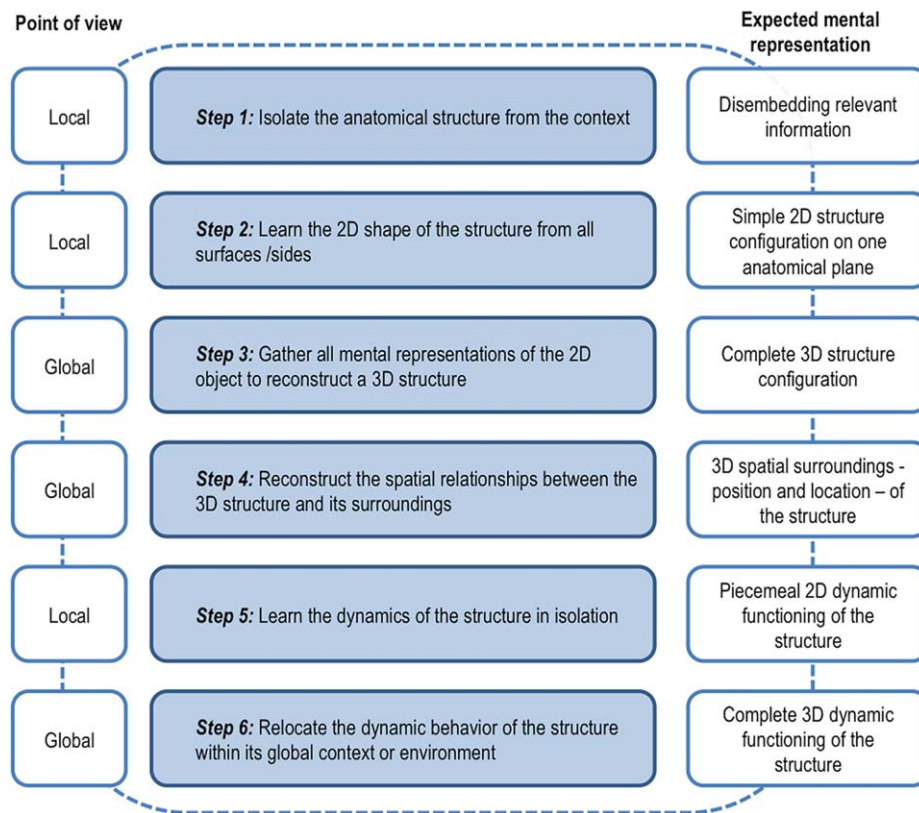 Point of view
Expected mental
representation
Local
Step 1: Isolate the anatomical structure from the context
Disembedding relevant
information
Local
Step 2: Learn the 2D shape of the structure from all
surfaces /sides
Simple 2D structure
configuration on one
anatomical plane
Global
Step 3: Gather all mental representations of the 2D
object to reconstruct a 3D structure
Complete 3D structure
configuration
Global
Step 4: Reconstruct the spatial relationships between the
3D structure and its surroundings
3D spatial surroundings -
position and location – of
the structure
Local
Step 5: Learn the dynamics of the structure in isolation
Piecemeal 2D dynamic
functioning of the
structure
Global
Step 6: Relocate the dynamic behavior of the structure
within its global context or environment
Complete 3D dynamic
functioning of the
structure